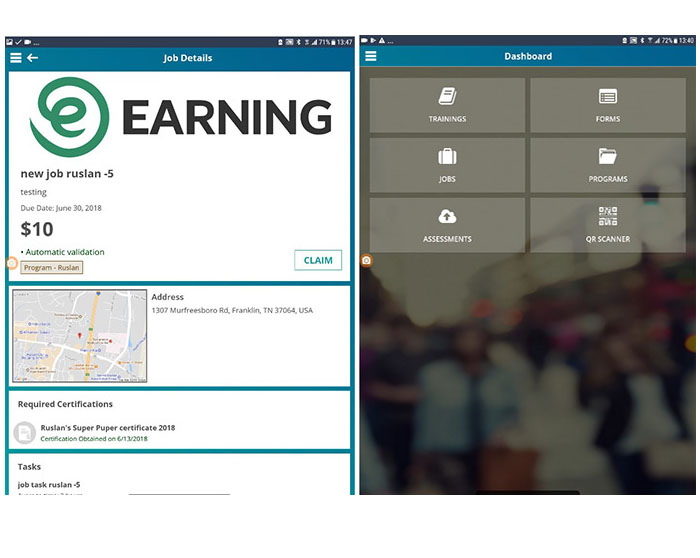 71% 13:47
Job Details
EARNING
new job ruslan -5
testing
Due Date: June 30, 2018
$10
• Automatic validation
CLAIM
Program - Ruslan
Address
1307 Murfreesboro Rd, Franklin, TN 37064, USA
Required Certifications
Ruslan's Super Puper certificate 2018
Certification Obtained on 6/13/2018
Tasks
job task ruslan -5
72% 13:40
Dashboard
TRAININGS
FORMS
JOBS
PROGRAMS
ASSESSMENTS
QR SCANNER